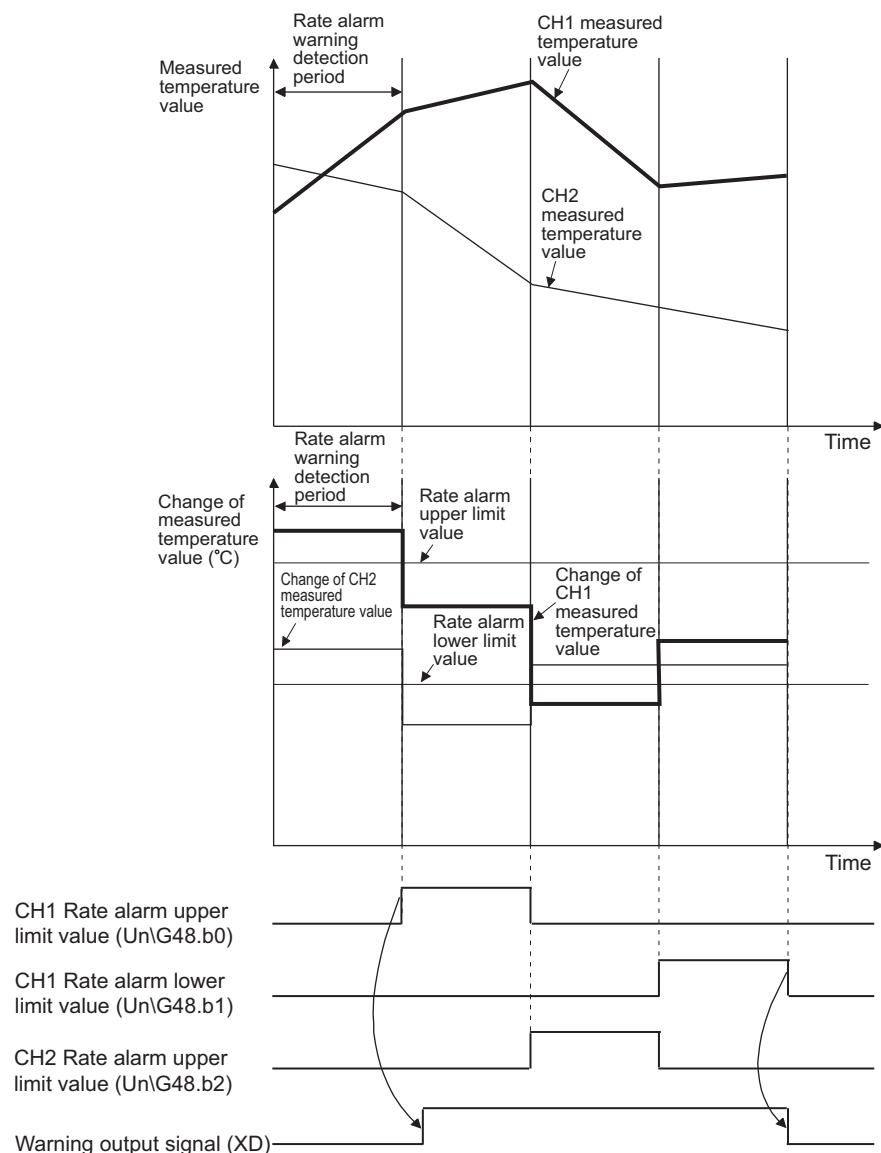 Rate alarm
warning
detection
period
CH1 measured
temperature
value
Measured
temperature
value
CH2
measured
temperature
value
Time
Rate alarm
warning
detection
period
Change of
measured
temperature
value (°C)
Rate alarm
upper limit
value
Change of CH2
measured
temperature value
Change of
CH1
measured
temperature
value
Rate alarm
lower limit
value
Time
CH1 Rate alarm upper
limit value (Un\G48.b0)
CH1 Rate alarm lower
limit value (Un\G48.b1)
CH2 Rate alarm upper
limit value (Un\G48.b2)
Warning output signal (XD)